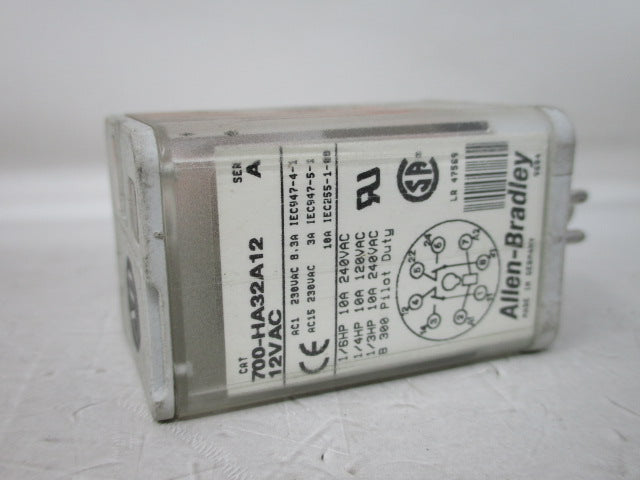 CAT
700-HA32A12
12VAC
SER
A
AC1 230VAC 8.3A IEC947-4-1
AC15 230VAC 3A IEC947-5-1
10A IEC255-1-00
CE
1/6HP 10A 240VAC
1/4HP 10A 120VAC
1/3HP 10A 240VAC
B 300 Pilot Duty
SA
LR 47569
Allen-Bradley
MADE IN GERMANY